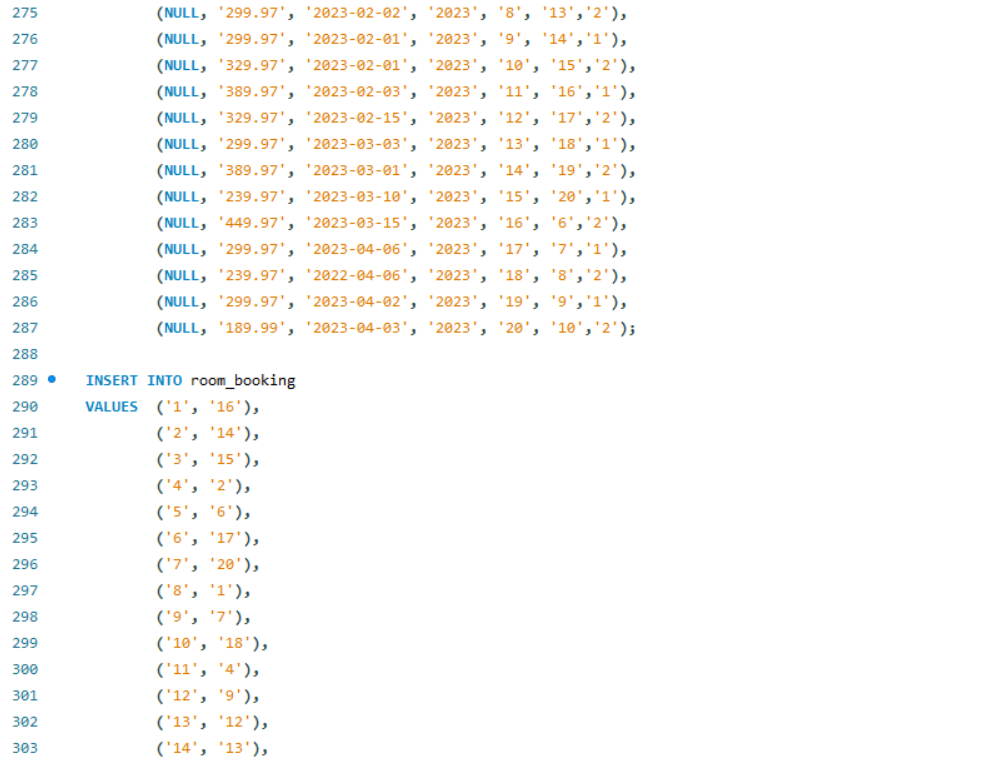 275 (NULL, '299.97', '2023-02-02', '2023', '8', '13','2'),
276 (NULL, '299.97', '2023-02-01', '2023', '9', '14','1'),
277 (NULL, '329.97', '2023-02-01', '2023', '10', '15','2'),
278 (NULL, '389.97', '2023-02-03', '2023', '11', '16','1'),
279 (NULL, '329.97', '2023-02-15', '2023', '12', '17','2'),
280 (NULL, '299.97', '2023-03-03', '2023', '13', '18','1'),
281 (NULL, '389.97', '2023-03-01', '2023', '14', '19','2'),
282 (NULL, '239.97', '2023-03-10', '2023', '15', '20','1'),
283 (NULL, '449.97', '2023-03-15', '2023', '16', '6','2'),
284 (NULL, '299.97', '2023-04-06', '2023', '17', '7','1'),
285 (NULL, '239.97', '2022-04-06', '2023', '18', '8','2'),
286 (NULL, '299.97', '2023-04-02', '2023', '19', '9','1'),
287 (NULL, '189.99', '2023-04-03', '2023', '20', '10','2');
288
289 INSERT INTO room_booking
290 VALUES ('1', '16'),
291 ('2', '14'),
292 ('3', '15'),
293 ('4', '2'),
294 ('5', '6'),
295 ('6', '17'),
296 ('7', '20'),
297 ('8', '1'),
298 ('9', '7'),
299 ('10', '18'),
300 ('11', '4'),
301 ('12', '9'),
302 ('13', '12'),
303 ('14', '13'),